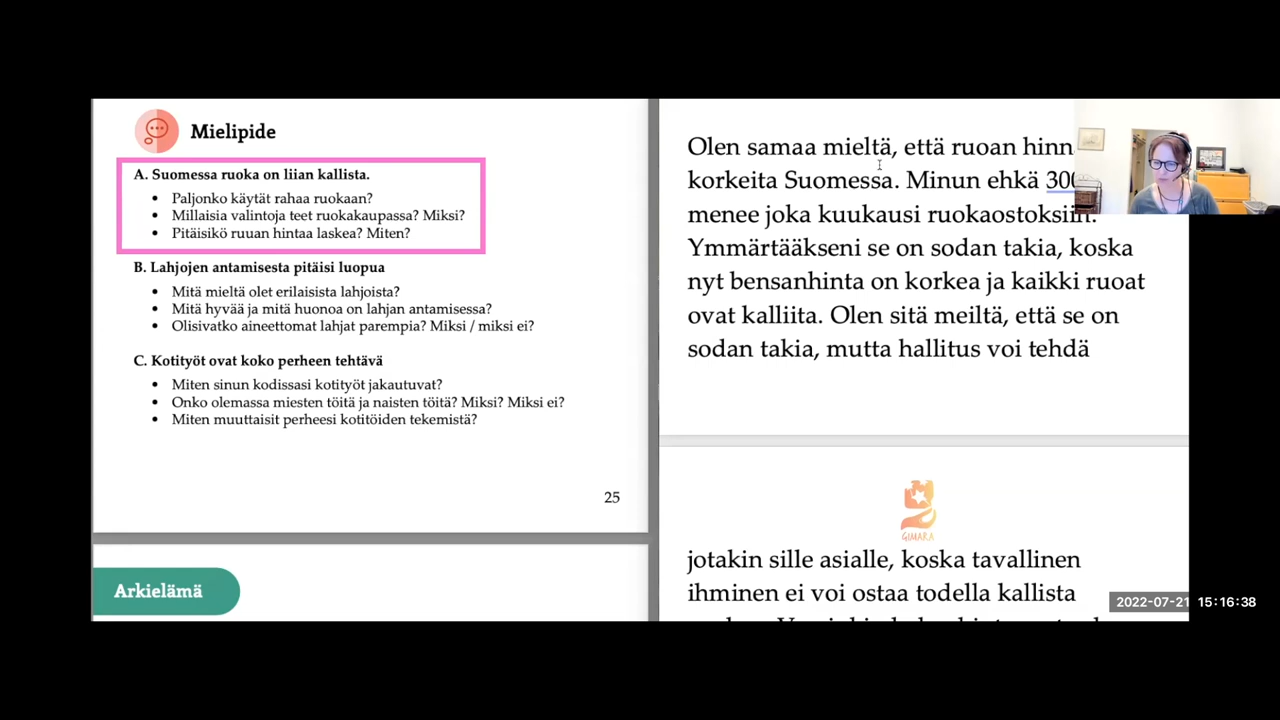 Mielipide
A. Suomessa ruoka on liian kallista.
• Paljonko käytät rahaa ruokaan?
• Millaisia valintoja teet ruokakaupassa? Miksi?
• Pitäisikö ruuan hintaa laskea? Miten?
B. Lahjojen antamisesta pitäisi luopua
• Mitä mieltä olet erilaisista lahjoista?
• Mitä hyvää ja mitä huonoa on lahjan antamisessa?
• Olisivatko aineettomat lahjat parempia? Miksi / miksi ei?
C. Kotityöt ovat koko perheen tehtävä
• Miten sinun kodissasi kotityöt jakautuvat?
• Onko olemassa miesten töitä ja naisten töitä? Miksi? Miksi ei?
• Miten muuttaisit perheesi kotitöiden tekemistä?
25
Arkielämä
Olen samaa mieltä, että ruoan
korkeita Suomessa. Minun ehkä 300
menee joka kuukausi ruokaostoksiin.
Ymmärtääkseni se on sodan takia, koska
nyt bensanhinta on korkea ja kaikki ruoat
ovat kalliita. Olen sitä meiltä, että se on
sodan takia, mutta hallitus voi tehdä
GIMARA
jotakin sille asialle, koska tavallinen
ihminen ei voi ostaa todella kallista
2022-07-21 15:16:38